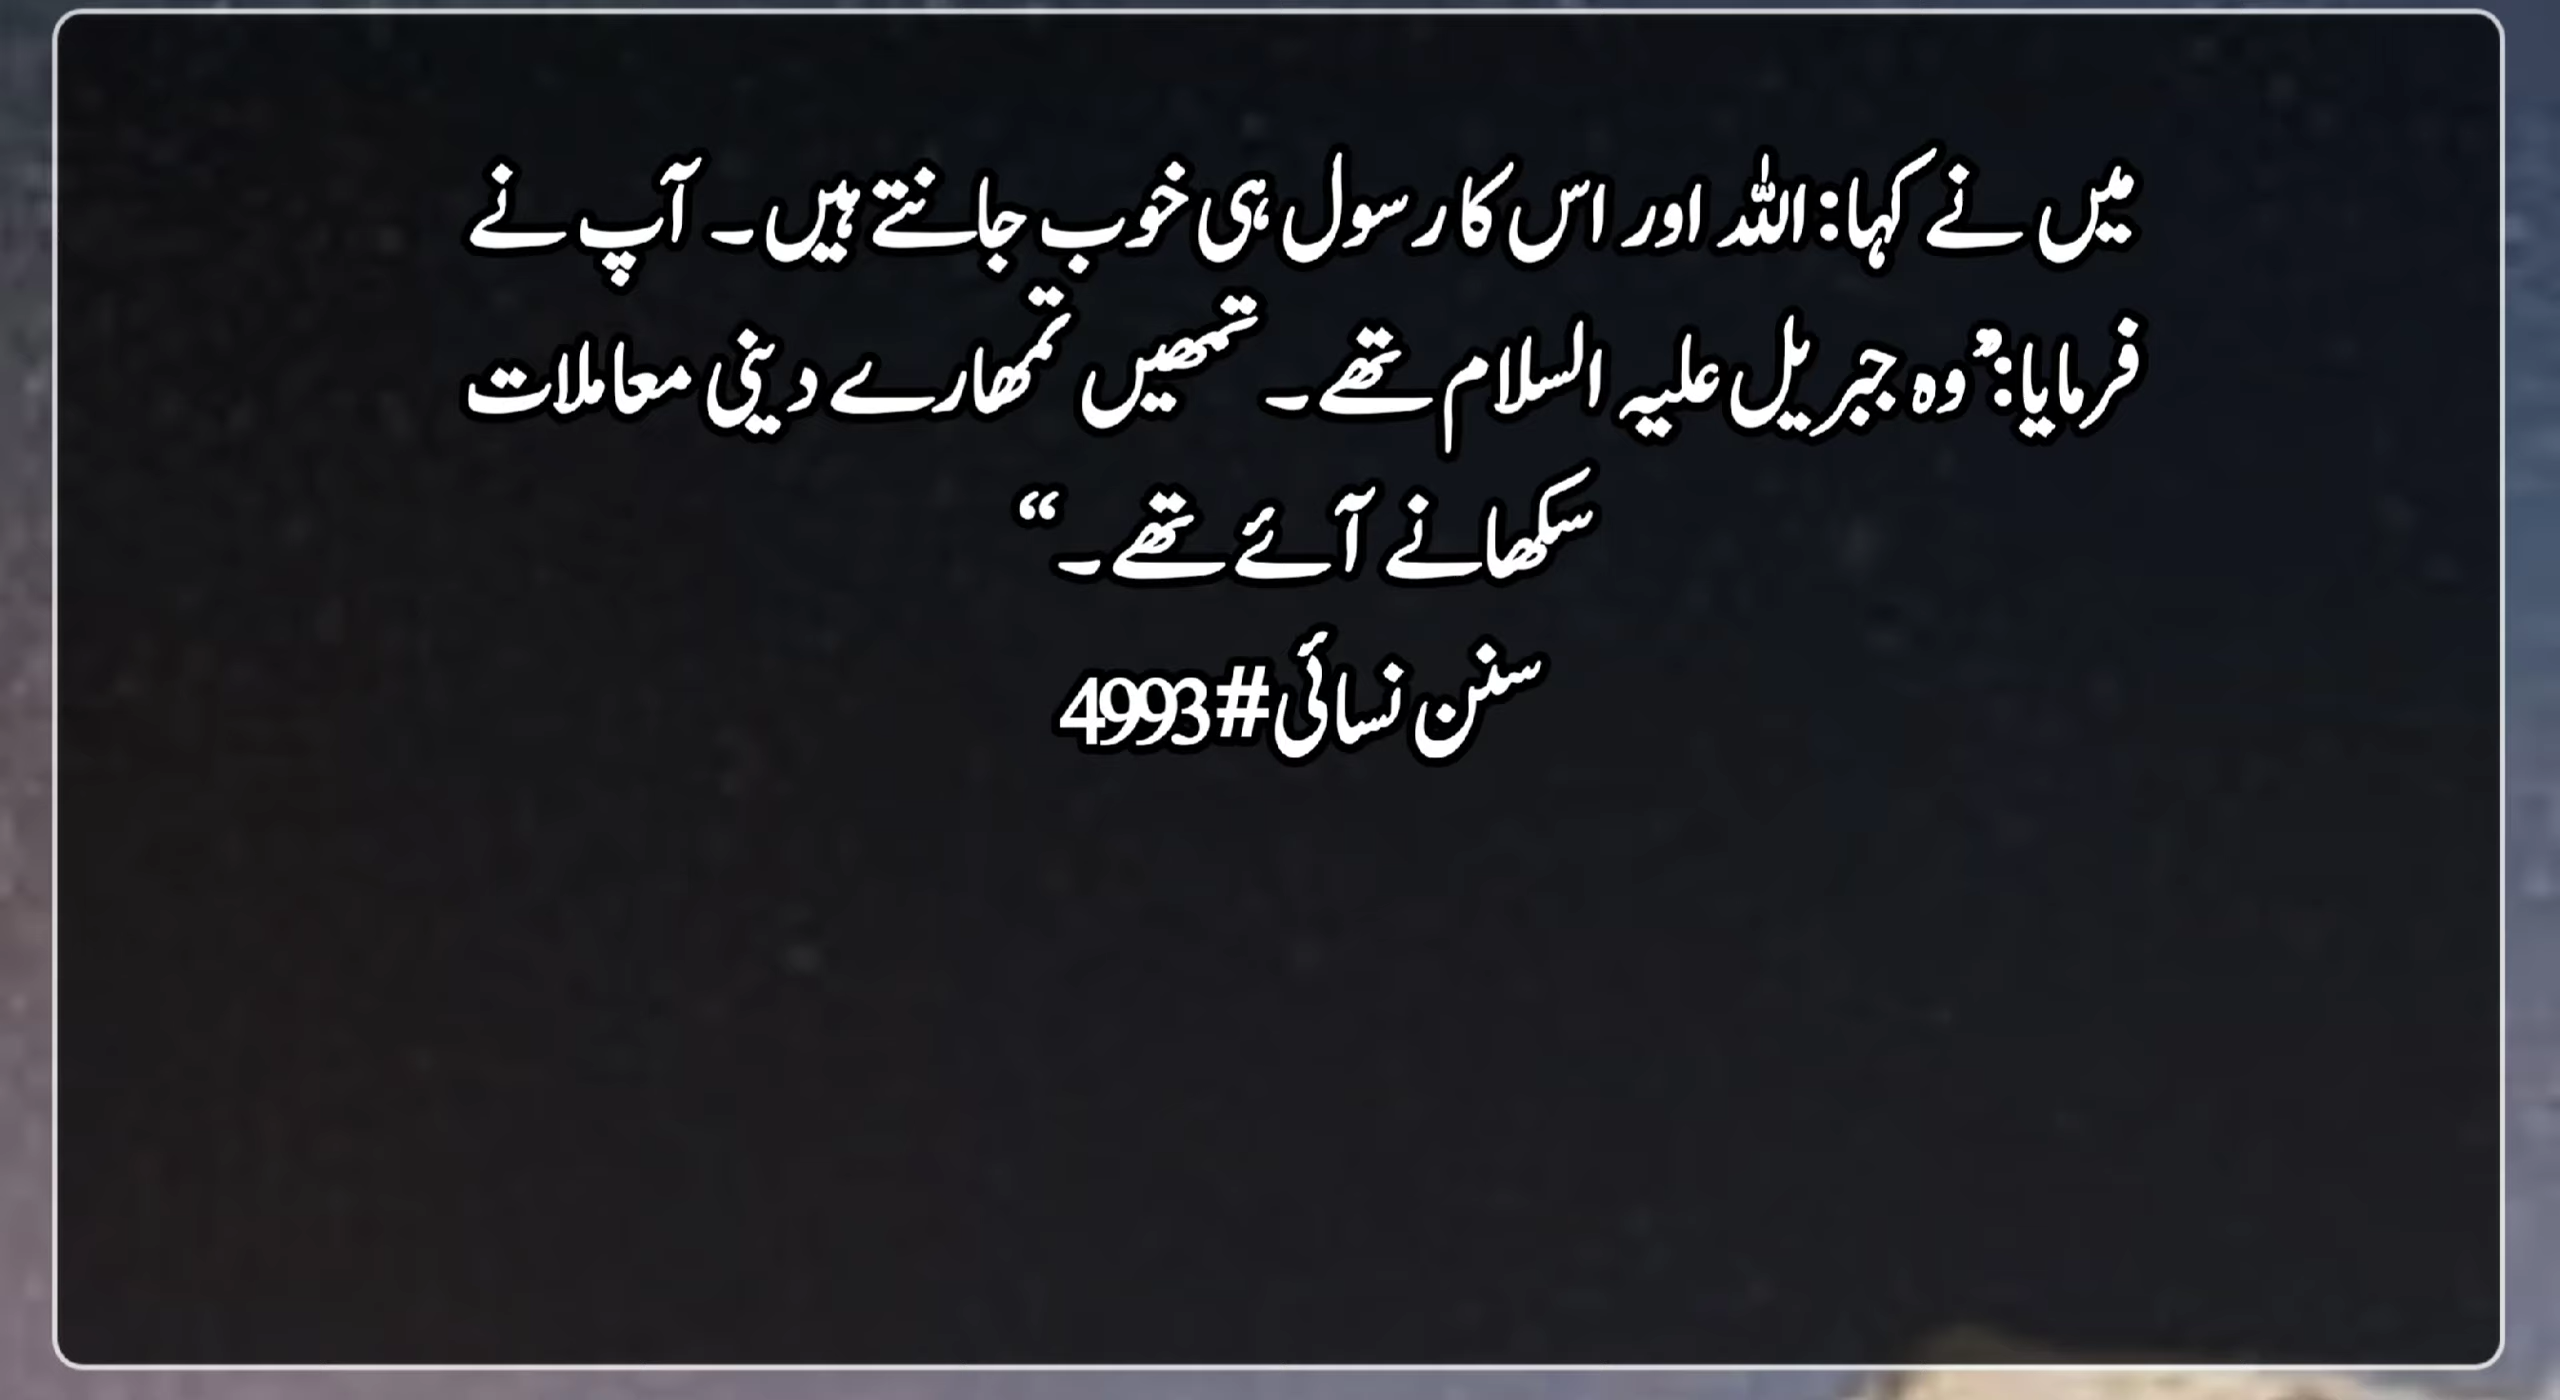 میں نے کہا: اللہ اور اس کا رسول ہی خوب جانتے ہیں۔ آپ نے
فرمایا: ”وہ جبریل علیہ السلام تھے۔ تمھیں تمھارے دینی معاملات
سکھانے آئے تھے۔“
سنن نسائی#4993